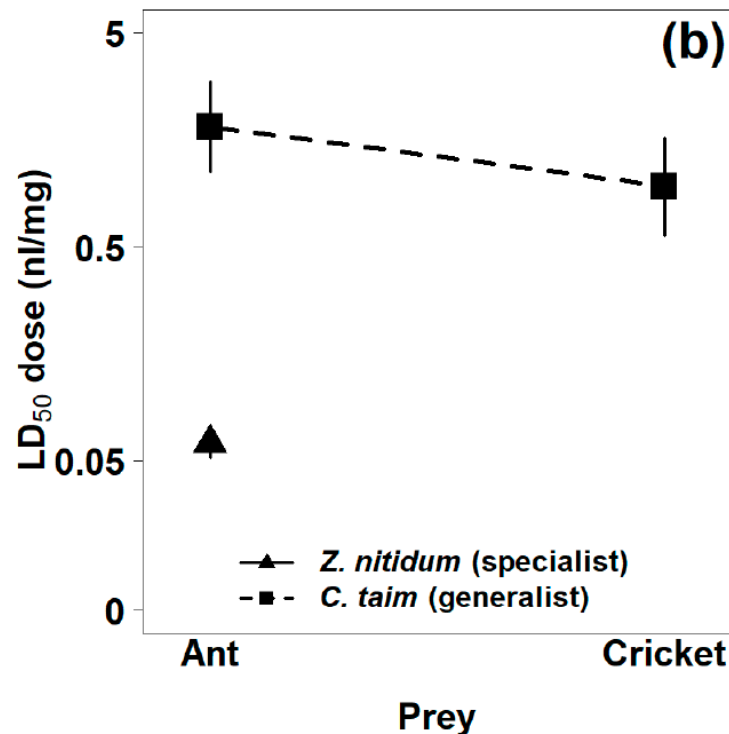 (b)
5
0.5
0.05
0
LD50 dose (nl/mg)
Z. nitidum (specialist)
C. taim (generalist)
Ant
Cricket
Prey